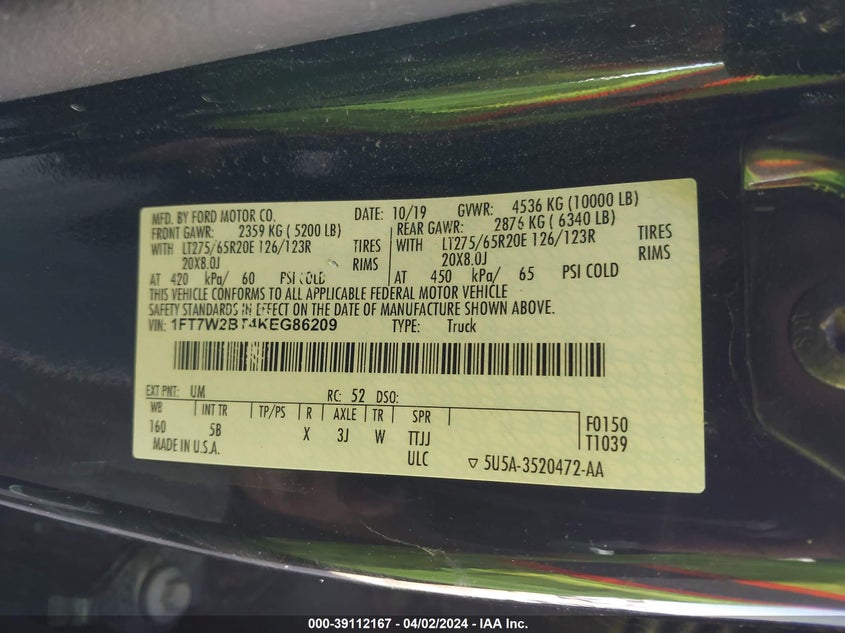 MFD. BY FORD MOTOR CO. DATE: 10/19 GVWR: 4536 KG (10000 LB)
FRONT GAWR: 2359 KG ( 5200 LB) REAR GAWR: 2876 KG ( 6340 LB)
WITH LT275/65R20E 126/123R TIRES WITH LT275/65R20E 126/123R TIRES
20X8.0J RIMS 20X8.0J RIMS
AT 420 kPa/ 60 PSI COLD AT 450 kPa/ 65 PSI COLD
THIS VEHICLE CONFORMS TO ALL APPLICABLE FEDERAL MOTOR VEHICLE
SAFETY STANDARDS IN EFFECT ON THE DATE OF MANUFACTURE SHOWN ABOVE.
VIN: 1FT7W2BT4KEG86209 TYPE: Truck
EXT PNT: UM RC: 52 DSO:
WB INT TR TP/PS R AXLE TR SPR
160 5B X 3J W TTJJ F0150
MADE IN U.S.A. ULC T1039
5U5A-3520472-AA
000-39112167 - 04/02/2024 - IAAI.com